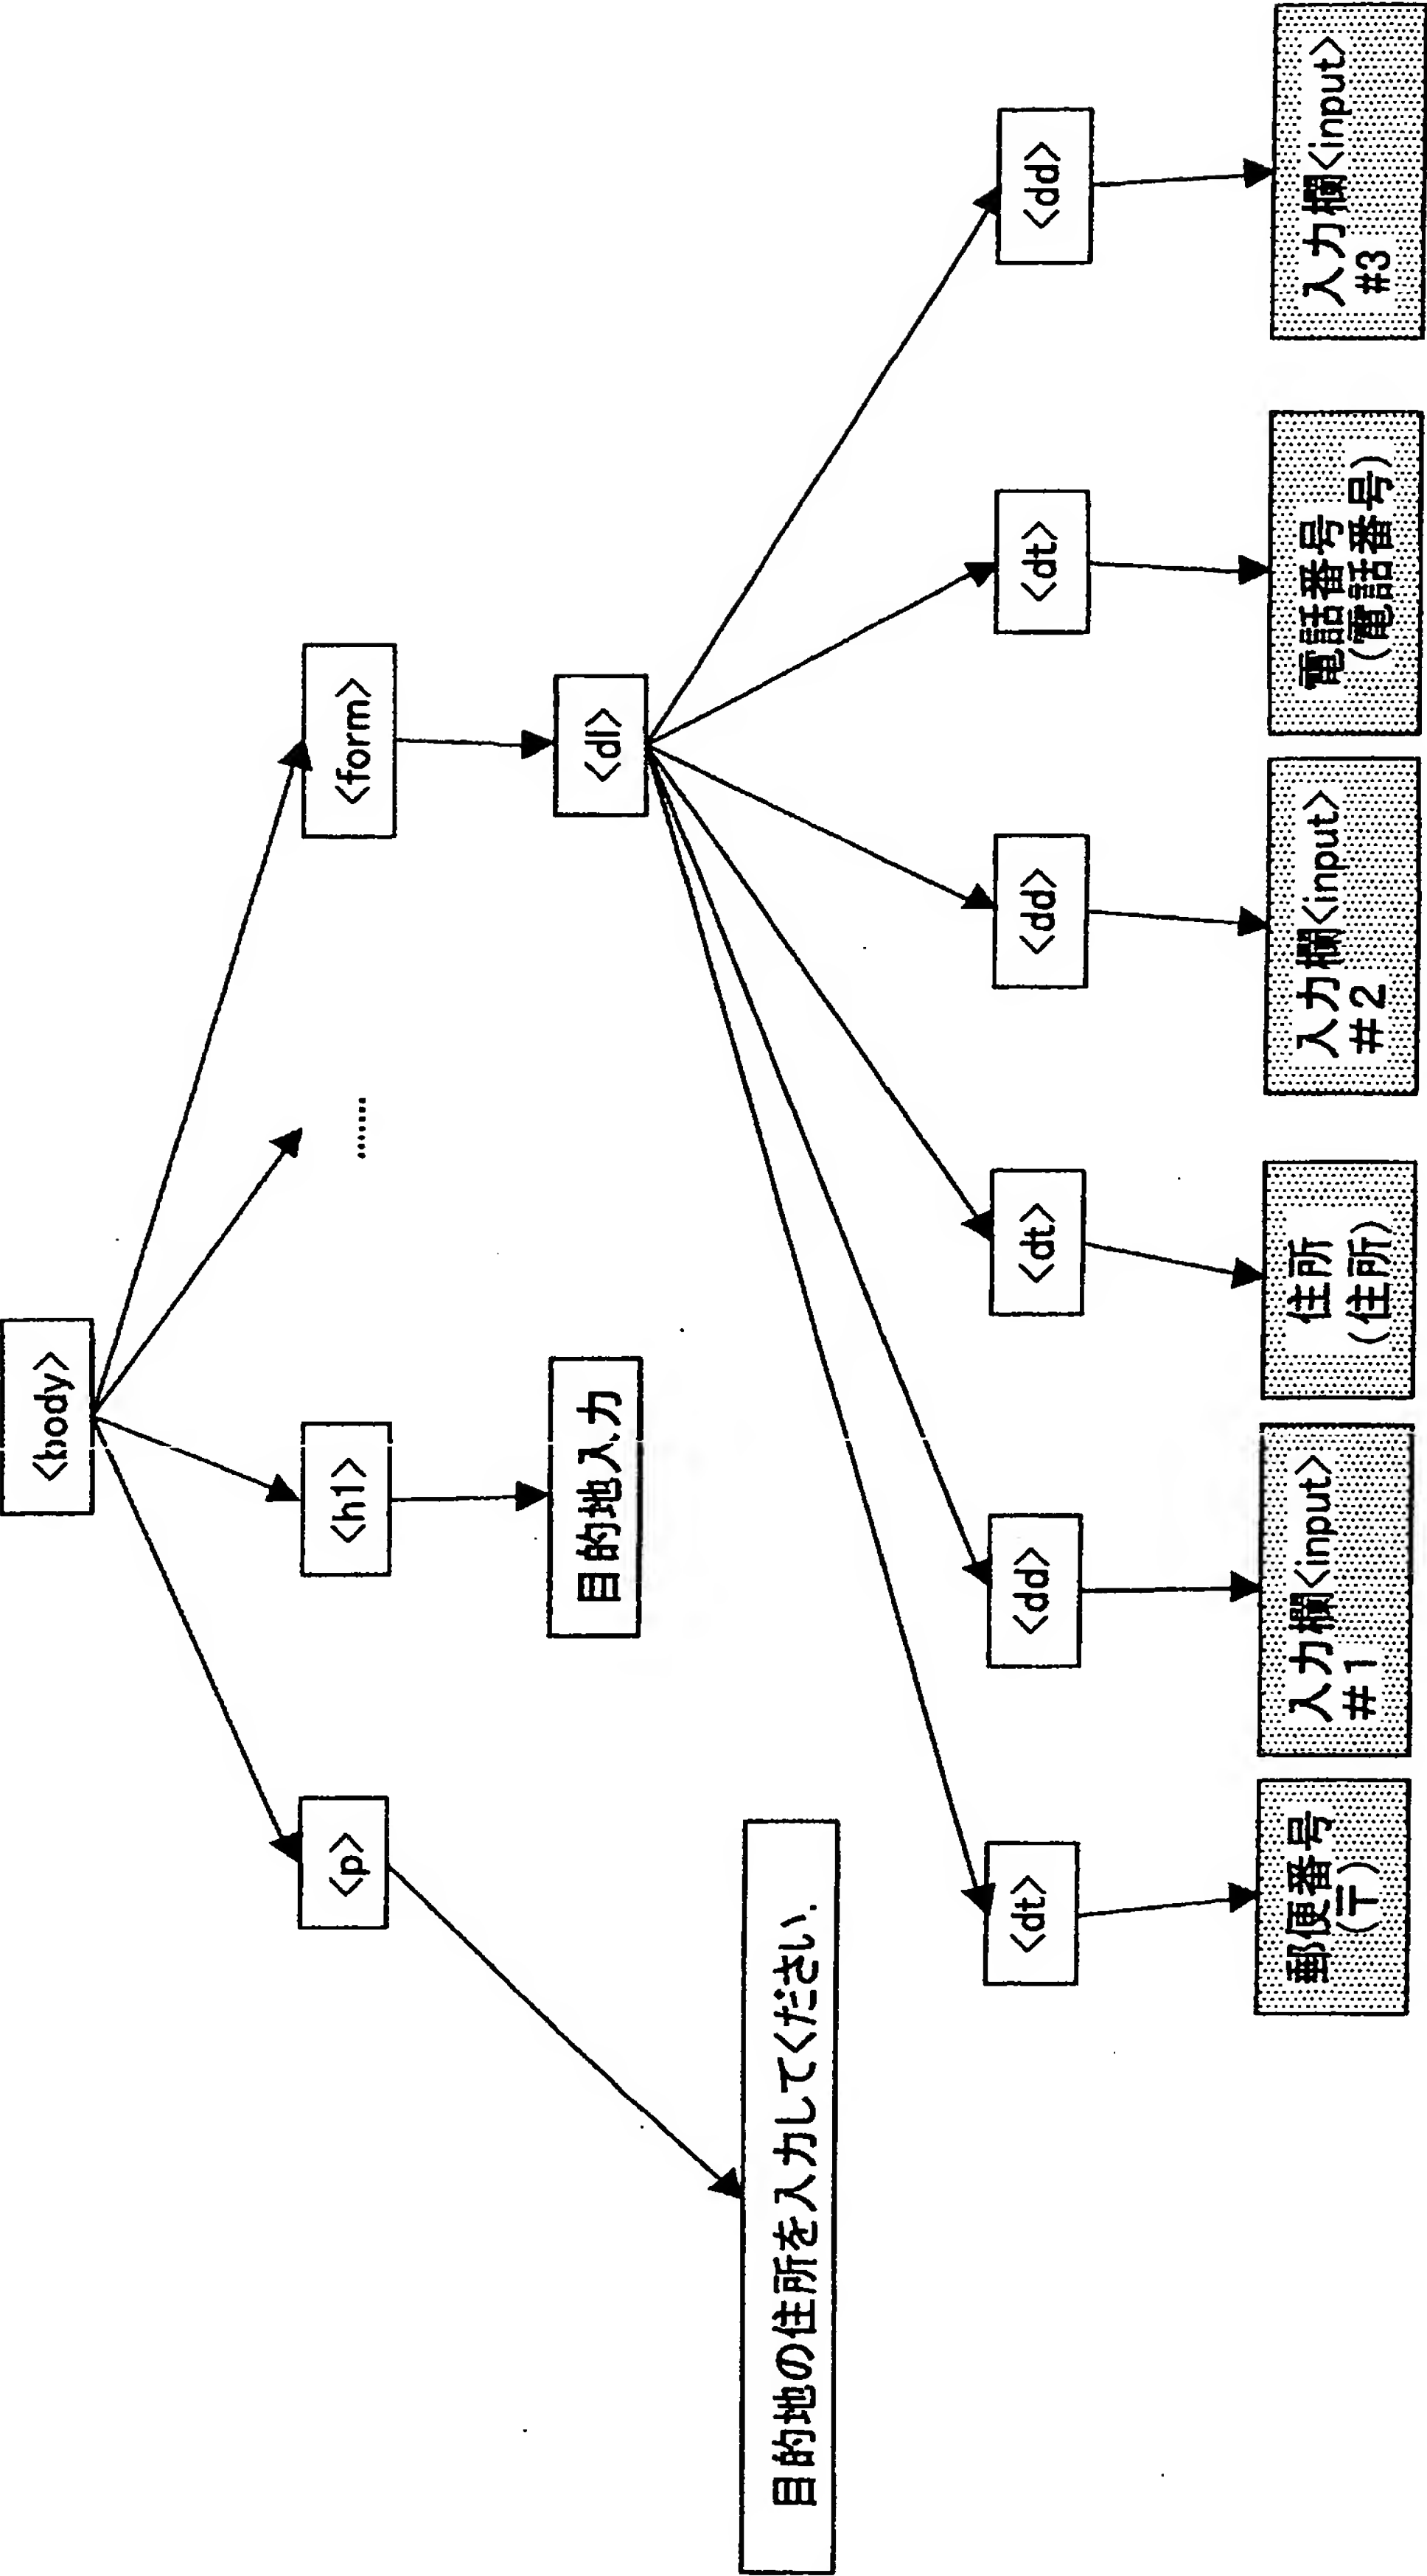 <body>
<p>
<h1>
......
<form>
目的地入力
<dl>
目的地の住所を入力してください.
<dt>
<dd>
<dt>
<dd>
<dt>
<dd>
郵便番号
(〒)
入力欄<input>
#1
住所
(住所)
入力欄<input>
#2
電話番号
(電話番号)
入力欄<input>
#3